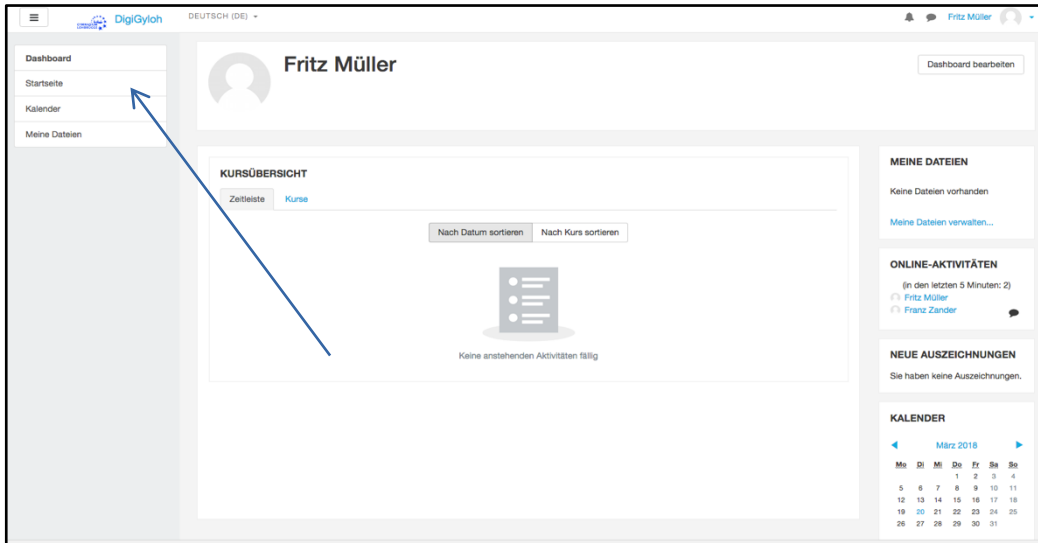 DigiGyloh
DEUTSCH (DE)
Fritz Müller
Dashboard
Startseite
Kalender
Meine Dateien
Fritz Müller
Dashboard bearbeiten
KURSÜBERSICHT
Zeitleiste Kurse
Nach Datum sortieren Nach Kurs sortieren
Keine anstehenden Aktivitäten fällig
MEINE DATEIEN
Keine Dateien vorhanden
Meine Dateien verwalten...
ONLINE-AKTIVITÄTEN
(in den letzten 5 Minuten: 2)
Fritz Müller
Franz Zander
NEUE AUSZEICHNUNGEN
Sie haben keine Auszeichnungen.
KALENDER
März 2018
Mo Di Mi Do Fr Sa So
1 2 3 4
5 6 7 8 9 10 11
12 13 14 15 16 17 18
19 20 21 22 23 24 25
26 27 28 29 30 31